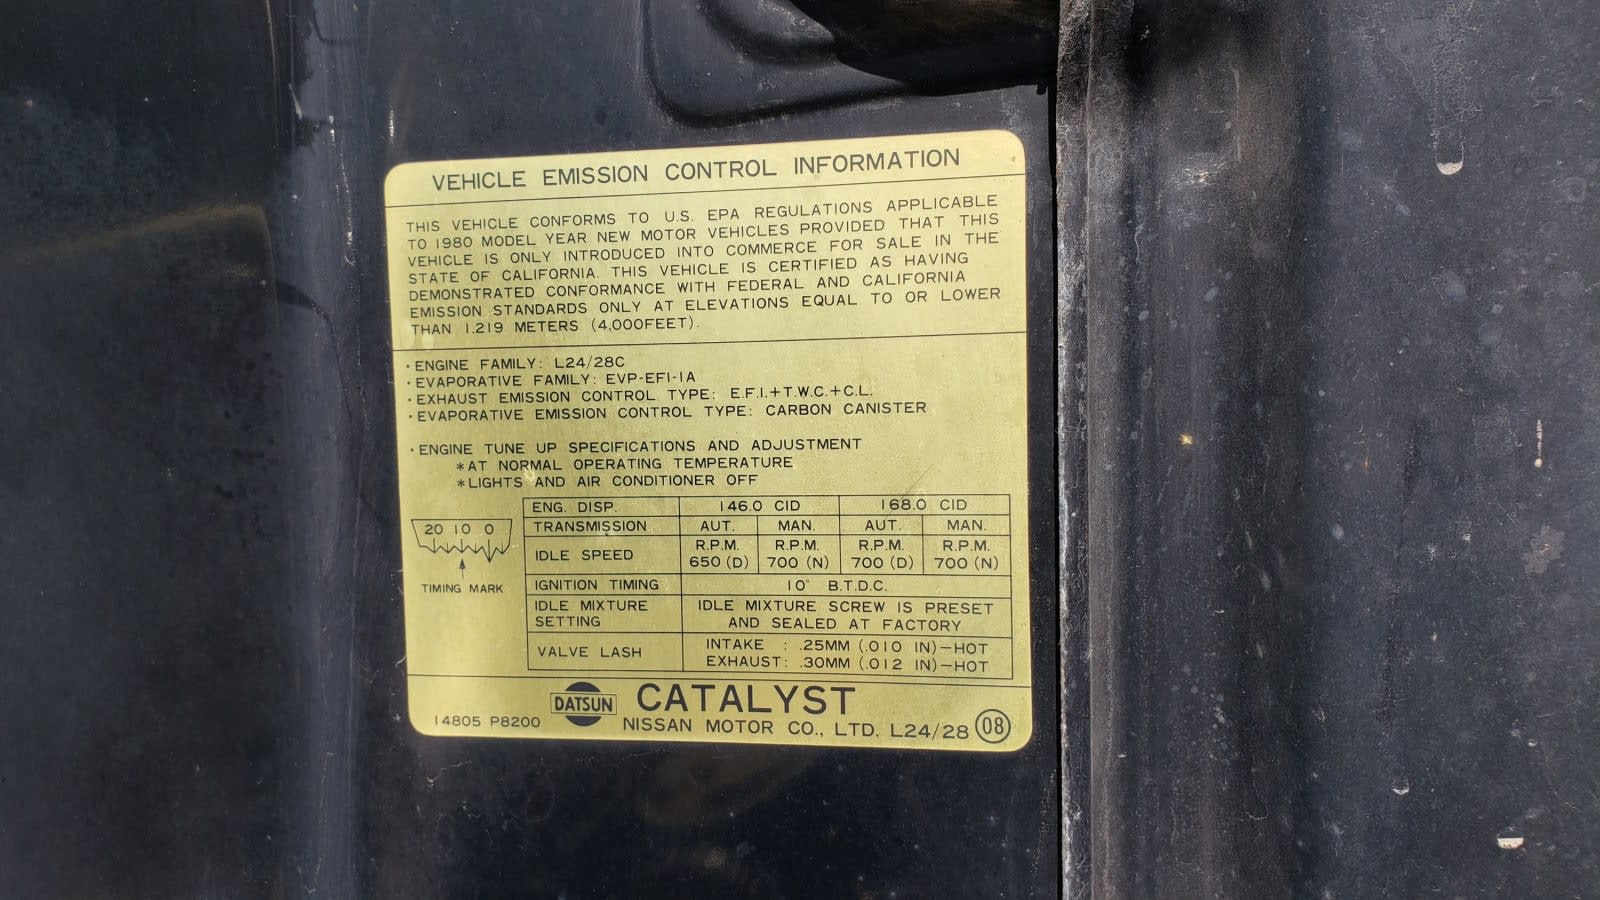 VEHICLE EMISSION CONTROL INFORMATION
THIS VEHICLE CONFORMS TO U.S. EPA REGULATIONS APPLICABLE
TO 1980 MODEL YEAR NEW MOTOR VEHICLES PROVIDED THAT THIS
VEHICLE IS ONLY INTRODUCED INTO COMMERCE FOR SALE IN THE
STATE OF CALIFORNIA. THIS VEHICLE IS CERTIFIED AS HAVING
DEMONSTRATED CONFORMANCE WITH FEDERAL AND CALIFORNIA
EMISSION STANDARDS ONLY AT ELEVATIONS EQUAL TO OR LOWER
THAN 1,219 METERS (4,000FEET).
· ENGINE FAMILY: L24/28C
· EVAPORATIVE FAMILY: EVP-EFI-1A
· EXHAUST EMISSION CONTROL TYPE: E.F.I.+T.W.C.+C.L.
· EVAPORATIVE EMISSION CONTROL TYPE: CARBON CANISTER
· ENGINE TUNE UP SPECIFICATIONS AND ADJUSTMENT
*AT NORMAL OPERATING TEMPERATURE
*LIGHTS AND AIR CONDITIONER OFF
20 10 0
TIMING MARK
ENG. DISP. 146.0 CID 168.0 CID
TRANSMISSION AUT. MAN. AUT. MAN.
IDLE SPEED R.P.M. R.P.M. R.P.M. R.P.M.
650 (D) 700 (N) 700 (D) 700 (N)
IGNITION TIMING 10° B.T.D.C.
IDLE MIXTURE IDLE MIXTURE SCREW IS PRESET
SETTING AND SEALED AT FACTORY
VALVE LASH INTAKE : .25MM (.010 IN)-HOT
EXHAUST: .30MM (.012 IN)-HOT
14805 P8200 DATSUN CATALYST
NISSAN MOTOR CO., LTD. L24/28 08